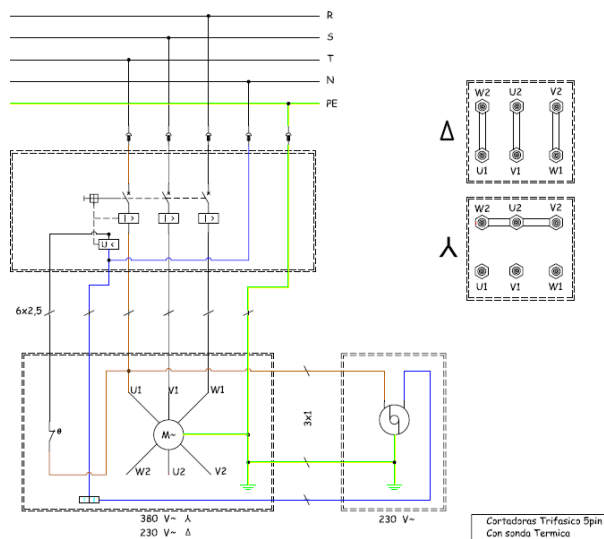 R
S
T
N
PE
W2 U2 V2
U1 V1 W1
Δ
W2 U2 V2
U1 V1 W1
I > I > I >
U <
6x2,5
U1 V1 W1
θ
M~
W2 U2 V2
3x1
380 V~ ⅄
230 V~ Δ
230 V~
Cortadoras Trifasico 5pin
Con sonda Termica